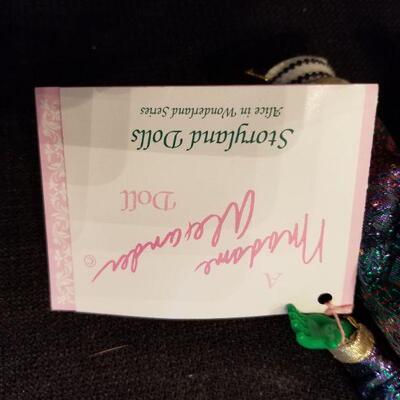 A
Madame
Alexander ©
Doll
Storyland Dolls
Alice in Wonderland Series